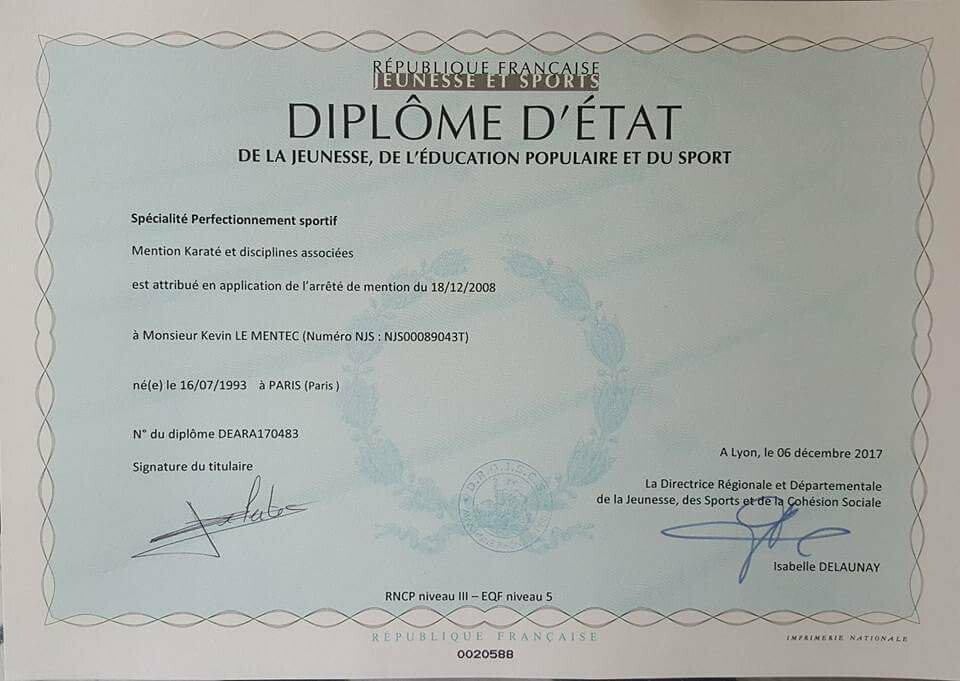 RÉPUBLIQUE FRANÇAISE
JEUNESSE ET SPORTS
DIPLÔME D'ÉTAT
DE LA JEUNESSE, DE L'ÉDUCATION POPULAIRE ET DU SPORT
Spécialité Perfectionnement sportif
Mention Karaté et disciplines associées
est attribué en application de l'arrêté de mention du 18/12/2008
à Monsieur Kevin LE MENTEC (Numéro NJS : NJS00089043T)
né(e) le 16/07/1993 à PARIS (Paris )
N° du diplôme DEARA170483
Signature du titulaire
A Lyon, le 06 décembre 2017
La Directrice Régionale et Départementale
de la Jeunesse, des Sports et de la Cohésion Sociale
Isabelle DELAUNAY
RNCP niveau III – EQF niveau 5
RÉPUBLIQUE FRANÇAISE
IMPRIMERIE NATIONALE
0020588